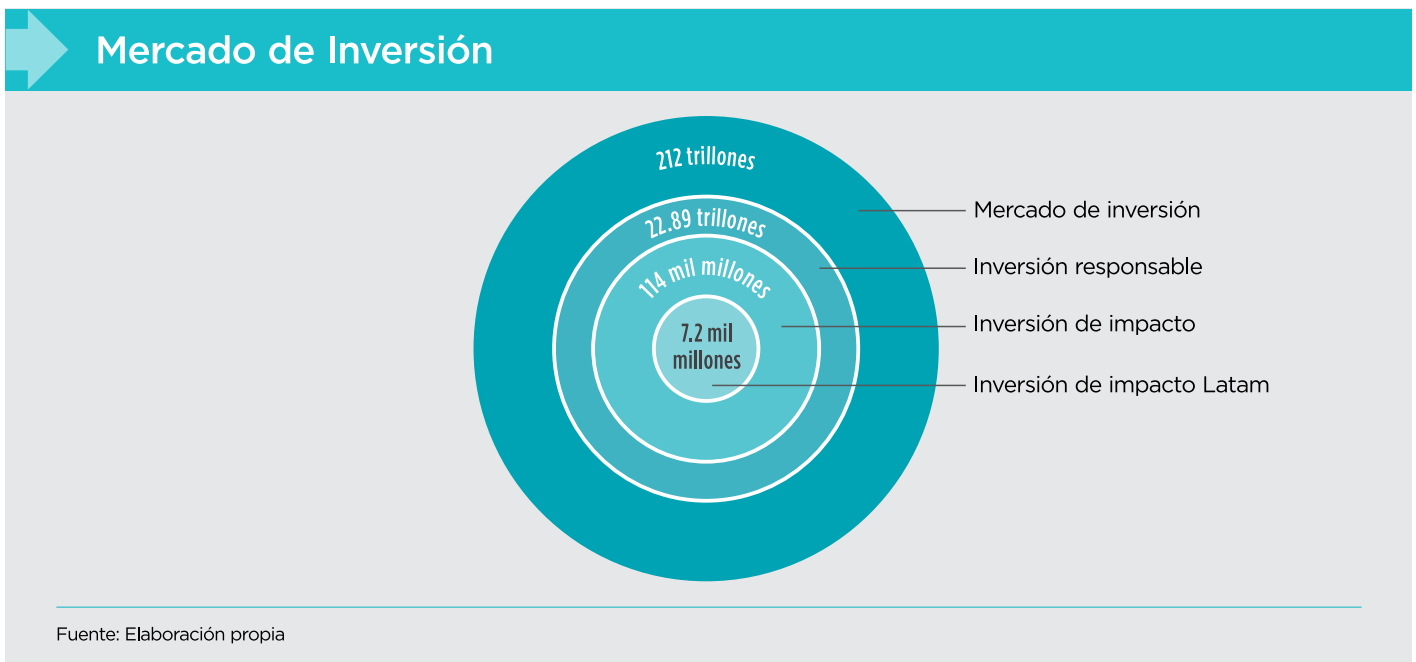 Mercado de Inversión
212 trillones
22.89 trillones
114 mil millones
7.2 mil
millones
Mercado de inversión
Inversión responsable
Inversión de impacto
Inversión de impacto Latam
Fuente: Elaboración propia